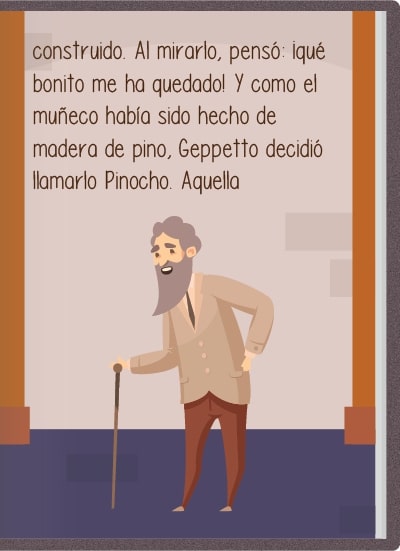 construido. Al mirarlo, pensó: ¡qué
bonito me ha quedado! Y como el
muñeco había sido hecho de
madera de pino, Geppetto decidió
llamarlo Pinocho. Aquella